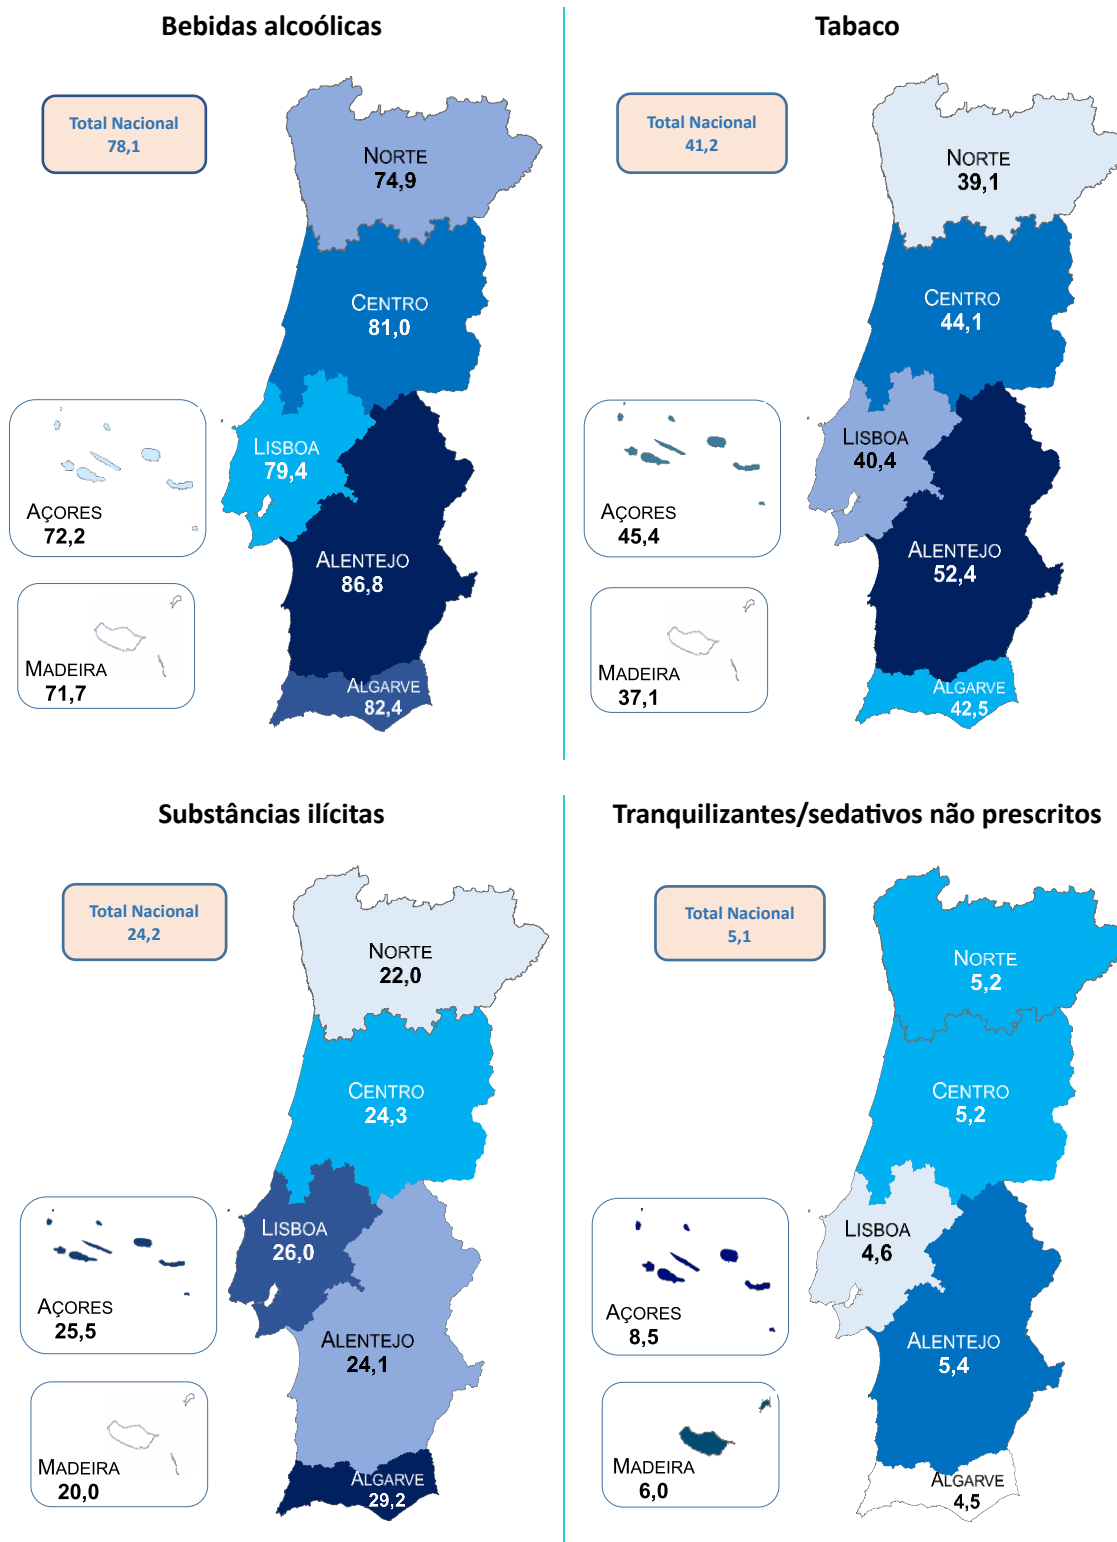 Bebidas alcoólicas
Total Nacional
78,1
NORTE
74,9
CENTRO
81,0
LISBOA
79,4
AÇORES
72,2
ALENTEJO
86,8
MADEIRA
71,7
ALGARVE
82,4
Tabaco
Total Nacional
41,2
NORTE
39,1
CENTRO
44,1
LISBOA
40,4
AÇORES
45,4
ALENTEJO
52,4
MADEIRA
37,1
ALGARVE
42,5
Substâncias ilícitas
Total Nacional
24,2
NORTE
22,0
CENTRO
24,3
LISBOA
26,0
AÇORES
25,5
ALENTEJO
24,1
MADEIRA
20,0
ALGARVE
29,2
Tranquilizantes/sedativos não prescritos
Total Nacional
5,1
NORTE
5,2
CENTRO
5,2
LISBOA
4,6
AÇORES
8,5
ALENTEJO
5,4
MADEIRA
6,0
ALGARVE
4,5